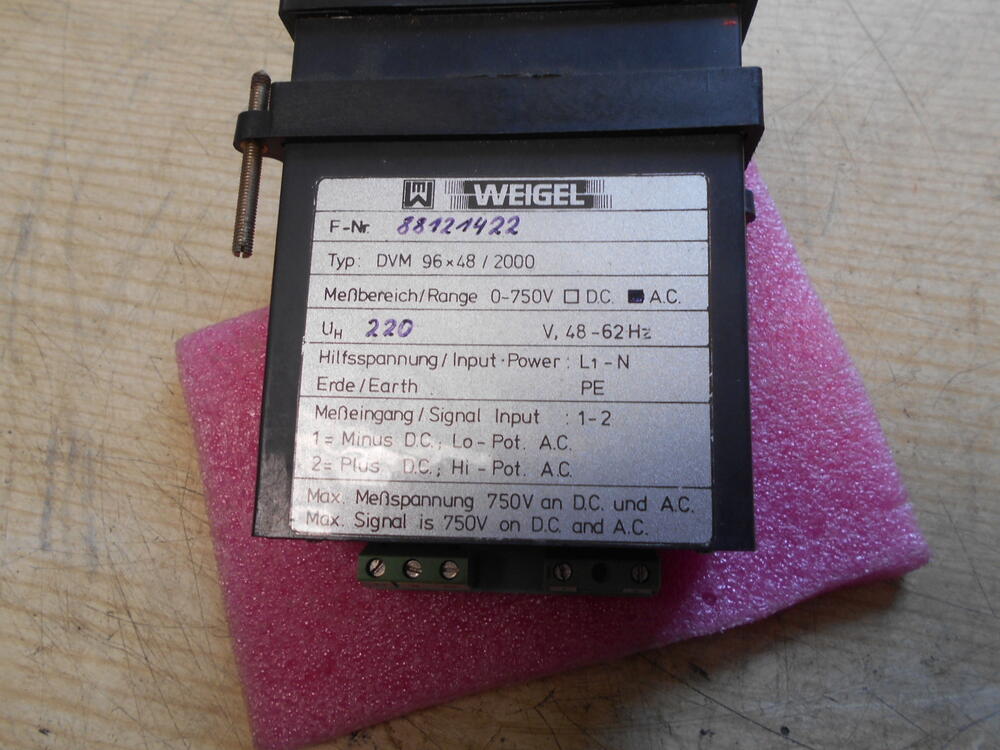 WEIGEL
F-Nr. 88121422
Typ: DVM 96×48 / 2000
Meßbereich/Range 0-750V ☐ D.C. ■ A.C.
UH 220 V, 48-62Hz
Hilfsspannung/Input·Power: L1-N
Erde/Earth PE
Meßeingang/Signal Input : 1-2
1= Minus D.C.; Lo-Pot. A.C.
2= Plus D.C.; Hi-Pot. A.C.
Max. Meßspannung 750V an D.C. und A.C.
Max. Signal is 750V on D.C. and A.C.